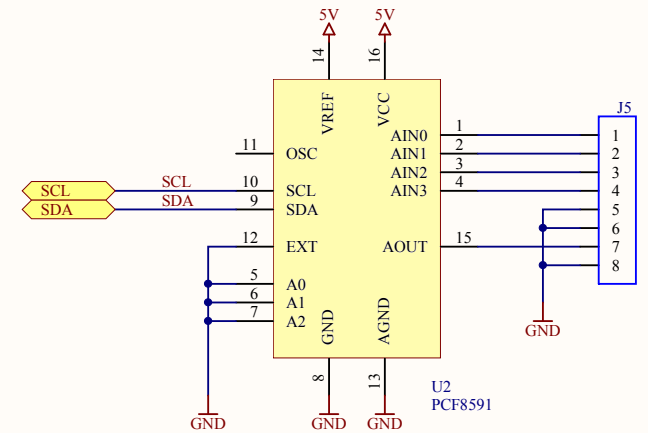 5V 5V
14 16
VREF VCC
J5
AIN0 1 1
11 OSC AIN1 2 2
AIN2 3 3
SCL SCL 10 SCL AIN3 4 4
SDA SDA 9 SDA 5
6
12 EXT AOUT 15 7
8
5 A0
6 A1
7 A2
GND AGND
GND
8 13
U2
PCF8591
GND GND GND